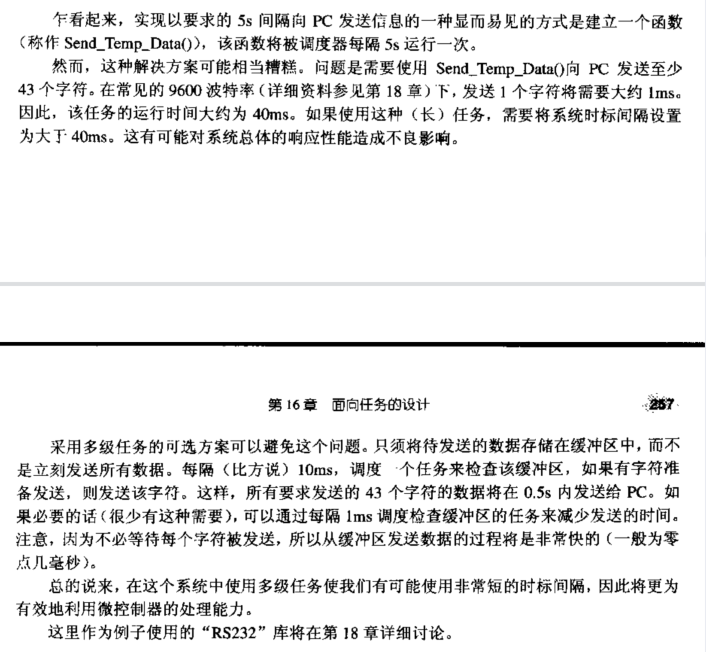 乍看起来，实现以要求的 5s 间隔向 PC 发送信息的一种显而易见的方式是建立一个函数
（称作 Send_Temp_Data()），该函数将被调度器每隔 5s 运行一次。
然而，这种解决方案可能相当糟糕。问题是需要使用 Send_Temp_Data()向 PC 发送至少
43 个字符。在常见的 9600 波特率（详细资料参见第 18 章）下，发送 1 个字符将需要大约 1ms。
因此，该任务的运行时间大约为 40ms。如果使用这种（长）任务，需要将系统时标间隔设置
为大于 40ms。这有可能对系统总体的响应性能造成不良影响。
第 16 章 面向任务的设计 257
采用多级任务的可选方案可以避免这个问题。只须将待发送的数据存储在缓冲区中，而不
是立刻发送所有数据。每隔（比方说）10ms，调度 个任务来检查该缓冲区，如果有字符准
备发送，则发送该字符。这样，所有要求发送的 43 个字符的数据将在 0.5s 内发送给 PC。如
果必要的话（很少有这种需要），可以通过每隔 1ms 调度检查缓冲区的任务来减少发送的时间。
注意，因为不必等待每个字符被发送，所以从缓冲区发送数据的过程将是非常快的（一般为零
点几毫秒）。
总的说来，在这个系统中使用多级任务使我们有可能使用非常短的时标间隔，因此将更为
有效地利用微控制器的处理能力。
这里作为例子使用的“RS232”库将在第 18 章详细讨论。